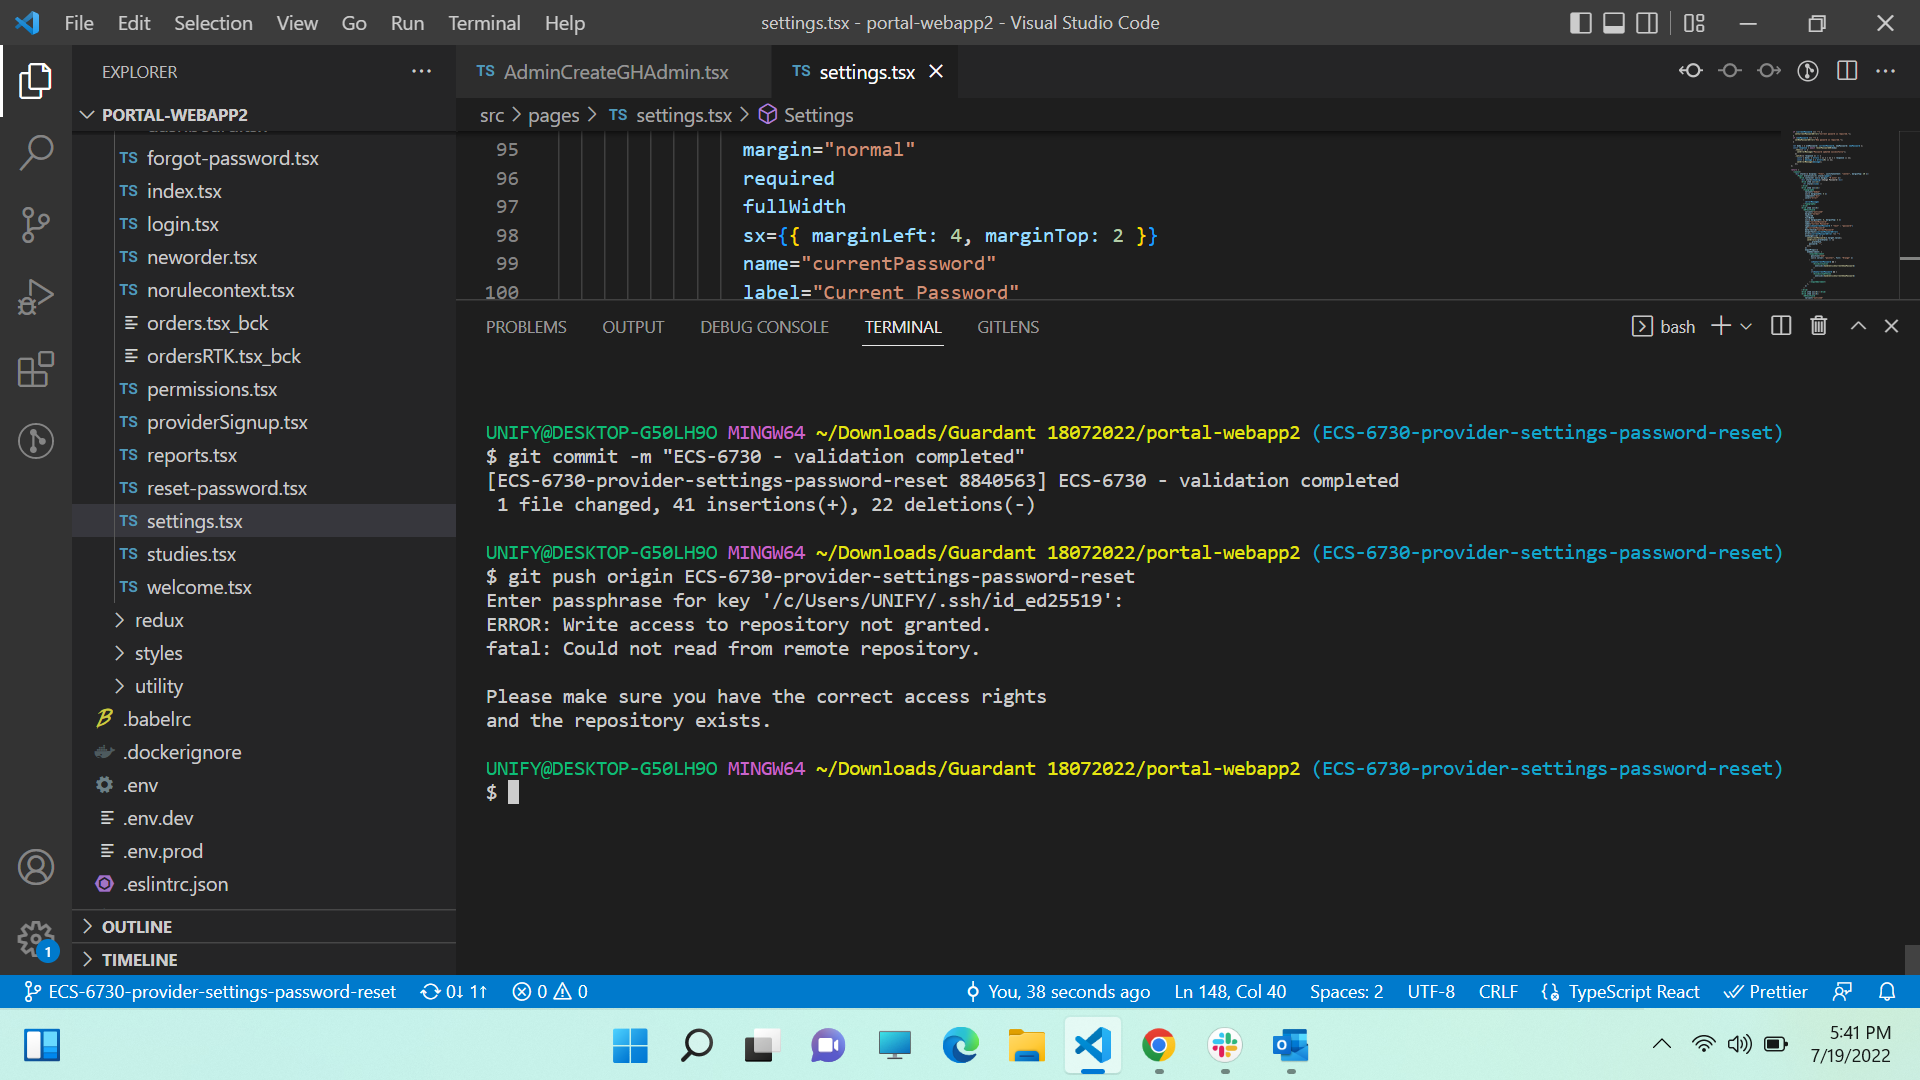 File Edit Selection View Go Run Terminal Help
settings.tsx - portal-webapp2 - Visual Studio Code
EXPLORER
PORTAL-WEBAPP2
TS forgot-password.tsx
TS index.tsx
TS login.tsx
TS neworder.tsx
TS norulecontext.tsx
orders.tsx_bck
ordersRTK.tsx_bck
TS permissions.tsx
TS providerSignup.tsx
TS reports.tsx
TS reset-password.tsx
TS settings.tsx
TS studies.tsx
TS welcome.tsx
redux
styles
utility
.babelrc
.dockerignore
.env
.env.dev
.env.prod
.eslintrc.json
OUTLINE
TIMELINE
1
TS AdminCreateGHAdmin.tsx
TS settings.tsx
src > pages > TS settings.tsx > Settings
95 margin="normal"
96 required
97 fullWidth
98 sx={{ marginLeft: 4, marginTop: 2 }}
99 name="currentPassword"
100 label="Current Password"
PROBLEMS OUTPUT DEBUG CONSOLE TERMINAL GITLENS
bash
UNIFY@DESKTOP-G50LH9O MINGW64 ~/Downloads/Guardant 18072022/portal-webapp2 (ECS-6730-provider-settings-password-reset)
$ git commit -m "ECS-6730 - validation completed"
[ECS-6730-provider-settings-password-reset 8840563] ECS-6730 - validation completed
1 file changed, 41 insertions(+), 22 deletions(-)
UNIFY@DESKTOP-G50LH9O MINGW64 ~/Downloads/Guardant 18072022/portal-webapp2 (ECS-6730-provider-settings-password-reset)
$ git push origin ECS-6730-provider-settings-password-reset
Enter passphrase for key '/c/Users/UNIFY/.ssh/id_ed25519':
ERROR: Write access to repository not granted.
fatal: Could not read from remote repository.
Please make sure you have the correct access rights
and the repository exists.
UNIFY@DESKTOP-G50LH9O MINGW64 ~/Downloads/Guardant 18072022/portal-webapp2 (ECS-6730-provider-settings-password-reset)
$
ECS-6730-provider-settings-password-reset 0↓ 1↑ 0 0
You, 38 seconds ago Ln 148, Col 40 Spaces: 2 UTF-8 CRLF TypeScript React Prettier
5:41 PM
7/19/2022